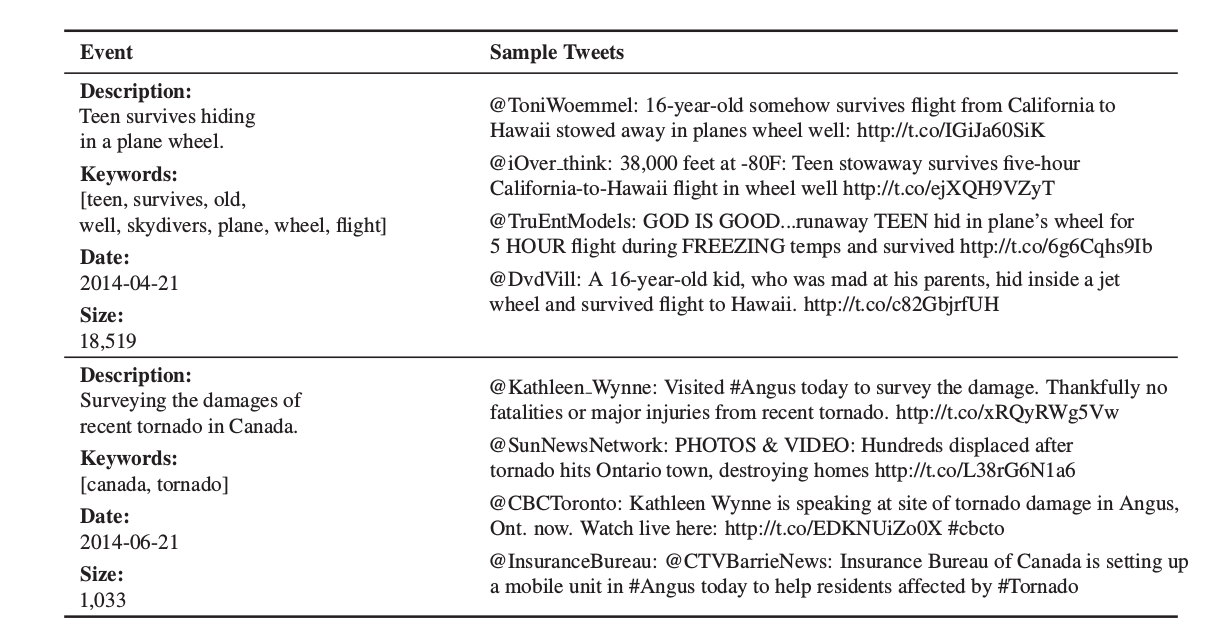 Event
Sample Tweets
Description:
Teen survives hiding
in a plane wheel.
Keywords:
[teen, survives, old,
well, skydivers, plane, wheel, flight]
Date:
2014-04-21
Size:
18,519
@ToniWoemmel: 16-year-old somehow survives flight from California to
Hawaii stowed away in planes wheel well: http://t.co/IGiJa60SiK
@iOver_think: 38,000 feet at -80F: Teen stowaway survives five-hour
California-to-Hawaii flight in wheel well http://t.co/ejXQH9VZyT
@TruEntModels: GOD IS GOOD...runaway TEEN hid in plane's wheel for
5 HOUR flight during FREEZING temps and survived http://t.co/6g6Cqhs9Ib
@DvdVill: A 16-year-old kid, who was mad at his parents, hid inside a jet
wheel and survived flight to Hawaii. http://t.co/c82GbjrfUH
Description:
Surveying the damages of
recent tornado in Canada.
Keywords:
[canada, tornado]
Date:
2014-06-21
Size:
1,033
@Kathleen_Wynne: Visited #Angus today to survey the damage. Thankfully no
fatalities or major injuries from recent tornado. http://t.co/xRQyRWg5Vw
@SunNewsNetwork: PHOTOS & VIDEO: Hundreds displaced after
tornado hits Ontario town, destroying homes http://t.co/L38rG6N1a6
@CBCToronto: Kathleen Wynne is speaking at site of tornado damage in Angus,
Ont. now. Watch live here: http://t.co/EDKNUiZo0X #cbcto
@InsuranceBureau: @CTVBarrieNews: Insurance Bureau of Canada is setting up
a mobile unit in #Angus today to help residents affected by #Tornado